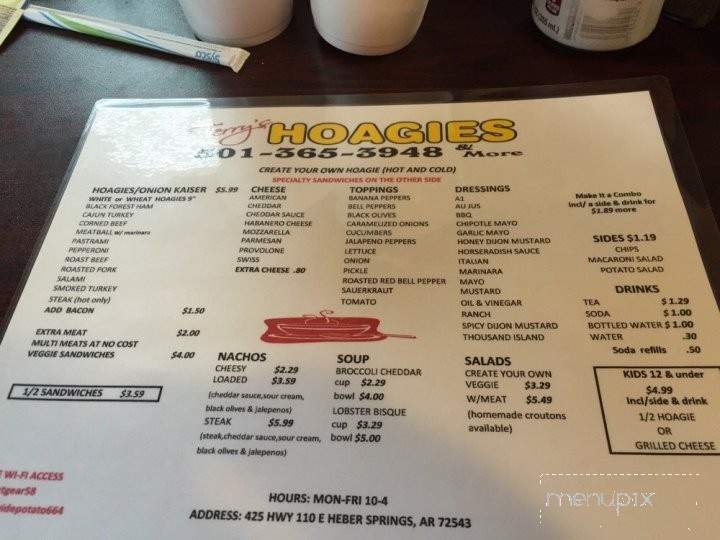 SYSCO
(355 mL)
Terry's HOAGIES & More
501-365-3948
CREATE YOUR OWN HOAGIE (HOT AND COLD)
SPECIALTY SANDWICHES ON THE OTHER SIDE
HOAGIES/ONION KAISER $5.99
WHITE or WHEAT HOAGIES 9"
BLACK FOREST HAM
CAJUN TURKEY
CORNED BEEF
MEATBALL w/ marinara
PASTRAMI
PEPPERONI
ROAST BEEF
ROASTED PORK
SALAMI
SMOKED TURKEY
STEAK (hot only)
ADD BACON $1.50
EXTRA MEAT $2.00
MULTI MEATS AT NO COST
VEGGIE SANDWICHES $4.00
1/2 SANDWICHES $3.59
CHEESE
AMERICAN
CHEDDAR
CHEDDAR SAUCE
HABANERO CHEESE
MOZZARELLA
PARMESAN
PROVOLONE
SWISS
EXTRA CHEESE .80
TOPPINGS
BANANA PEPPERS
BELL PEPPERS
BLACK OLIVES
CARAMELIZED ONIONS
CUCUMBERS
JALAPENO PEPPERS
LETTUCE
ONION
PICKLE
ROASTED RED BELL PEPPER
SAUERKRAUT
TOMATO
DRESSINGS
A1
AU JUS
BBQ
CHIPOTLE MAYO
GARLIC MAYO
HONEY DIJON MUSTARD
HORSERADISH SAUCE
ITALIAN
MARINARA
MAYO
MUSTARD
OIL & VINEGAR
RANCH
SPICY DIJON MUSTARD
THOUSAND ISLAND
Make it a Combo
incl/ a side & drink for
$1.89 more
SIDES $1.19
CHIPS
MACARONI SALAD
POTATO SALAD
DRINKS
TEA $1.29
SODA $1.00
BOTTLED WATER $1.00
WATER .30
Soda refills .50
NACHOS
CHEESY $2.29
LOADED $3.59
(cheddar sauce,sour cream,
black olives & jalepenos)
STEAK $5.99
(steak,cheddar sauce,sour cream,
black olives & jalepenos)
SOUP
BROCCOLI CHEDDAR
cup $2.29
bowl $4.00
LOBSTER BISQUE
cup $3.29
bowl $5.00
SALADS
CREATE YOUR OWN
VEGGIE $3.29
W/MEAT $5.49
(homemade croutons
available)
KIDS 12 & under
$4.99
Incl/side & drink
1/2 HOAGIE
OR
GRILLED CHEESE
WI-FI ACCESS
tgear58
idepotato664
HOURS: MON-FRI 10-4
ADDRESS: 425 HWY 110 E HEBER SPRINGS, AR 72543
menupix